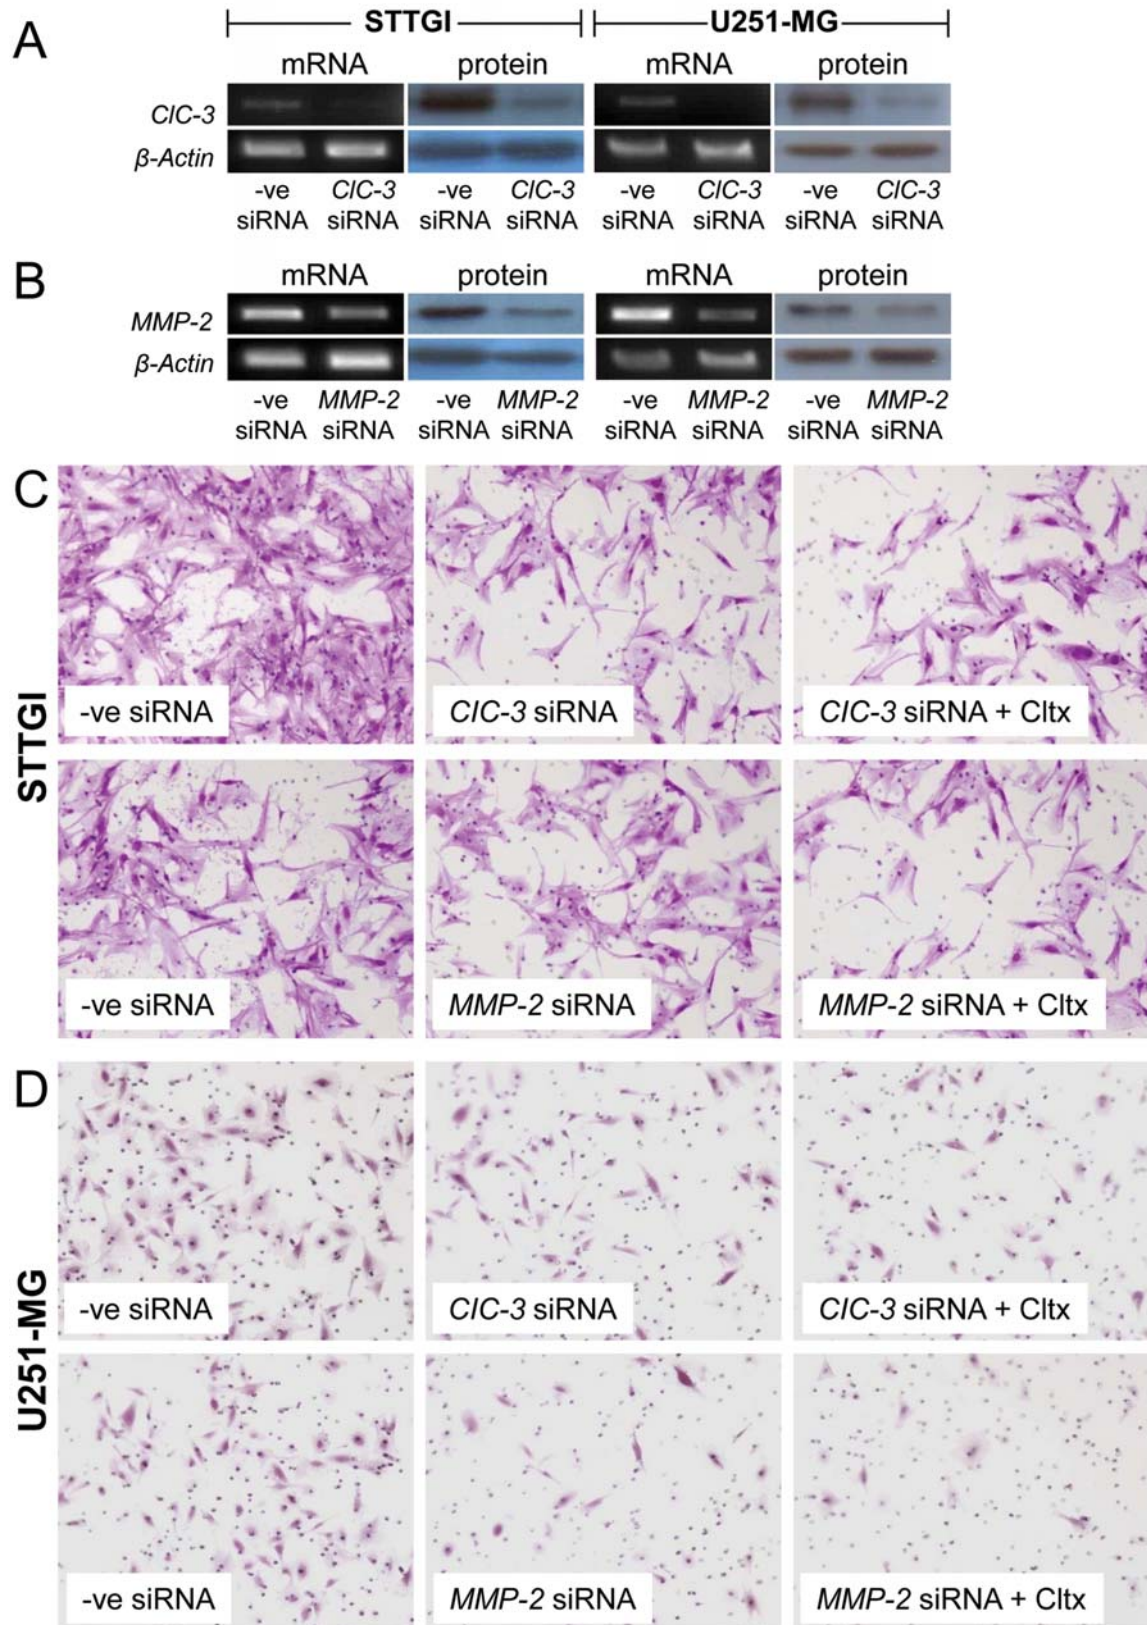 A
STTGI U251-MG
mRNA protein mRNA protein
ClC-3
β-Actin
-ve ClC-3 -ve ClC-3 -ve ClC-3 -ve ClC-3
siRNA siRNA siRNA siRNA siRNA siRNA siRNA siRNA
B
mRNA protein mRNA protein
MMP-2
β-Actin
-ve MMP-2 -ve MMP-2 -ve MMP-2 -ve MMP-2
siRNA siRNA siRNA siRNA siRNA siRNA siRNA siRNA
C
STTGI
-ve siRNA ClC-3 siRNA ClC-3 siRNA + Cltx
-ve siRNA MMP-2 siRNA MMP-2 siRNA + Cltx
D
U251-MG
-ve siRNA ClC-3 siRNA ClC-3 siRNA + Cltx
-ve siRNA MMP-2 siRNA MMP-2 siRNA + Cltx